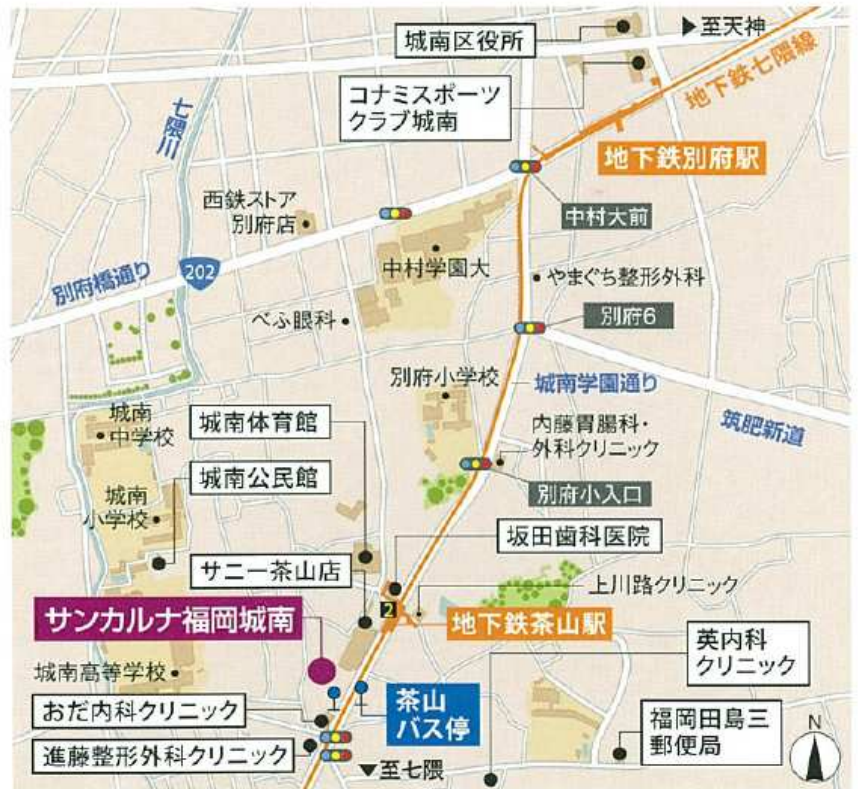 城南区役所
▶至天神
コナミスポーツ
クラブ城南
地下鉄七隈線
七隈川
地下鉄別府駅
西鉄ストア
別府店
中村大前
中村学園大
別府橋通り
202
やまぐち整形外科
べふ眼科
別府6
別府小学校
城南学園通り
筑肥新道
城南
中学校
城南体育館
内藤胃腸科・
外科クリニック
城南公民館
別府小入口
城南
小学校
坂田歯科医院
サニー茶山店
上川路クリニック
2
サンカルナ福岡城南
地下鉄茶山駅
英内科
クリニック
城南高等学校
茶山
バス停
おだ内科クリニック
福岡田島三
郵便局
進藤整形外科クリニック
▼至七隈
N